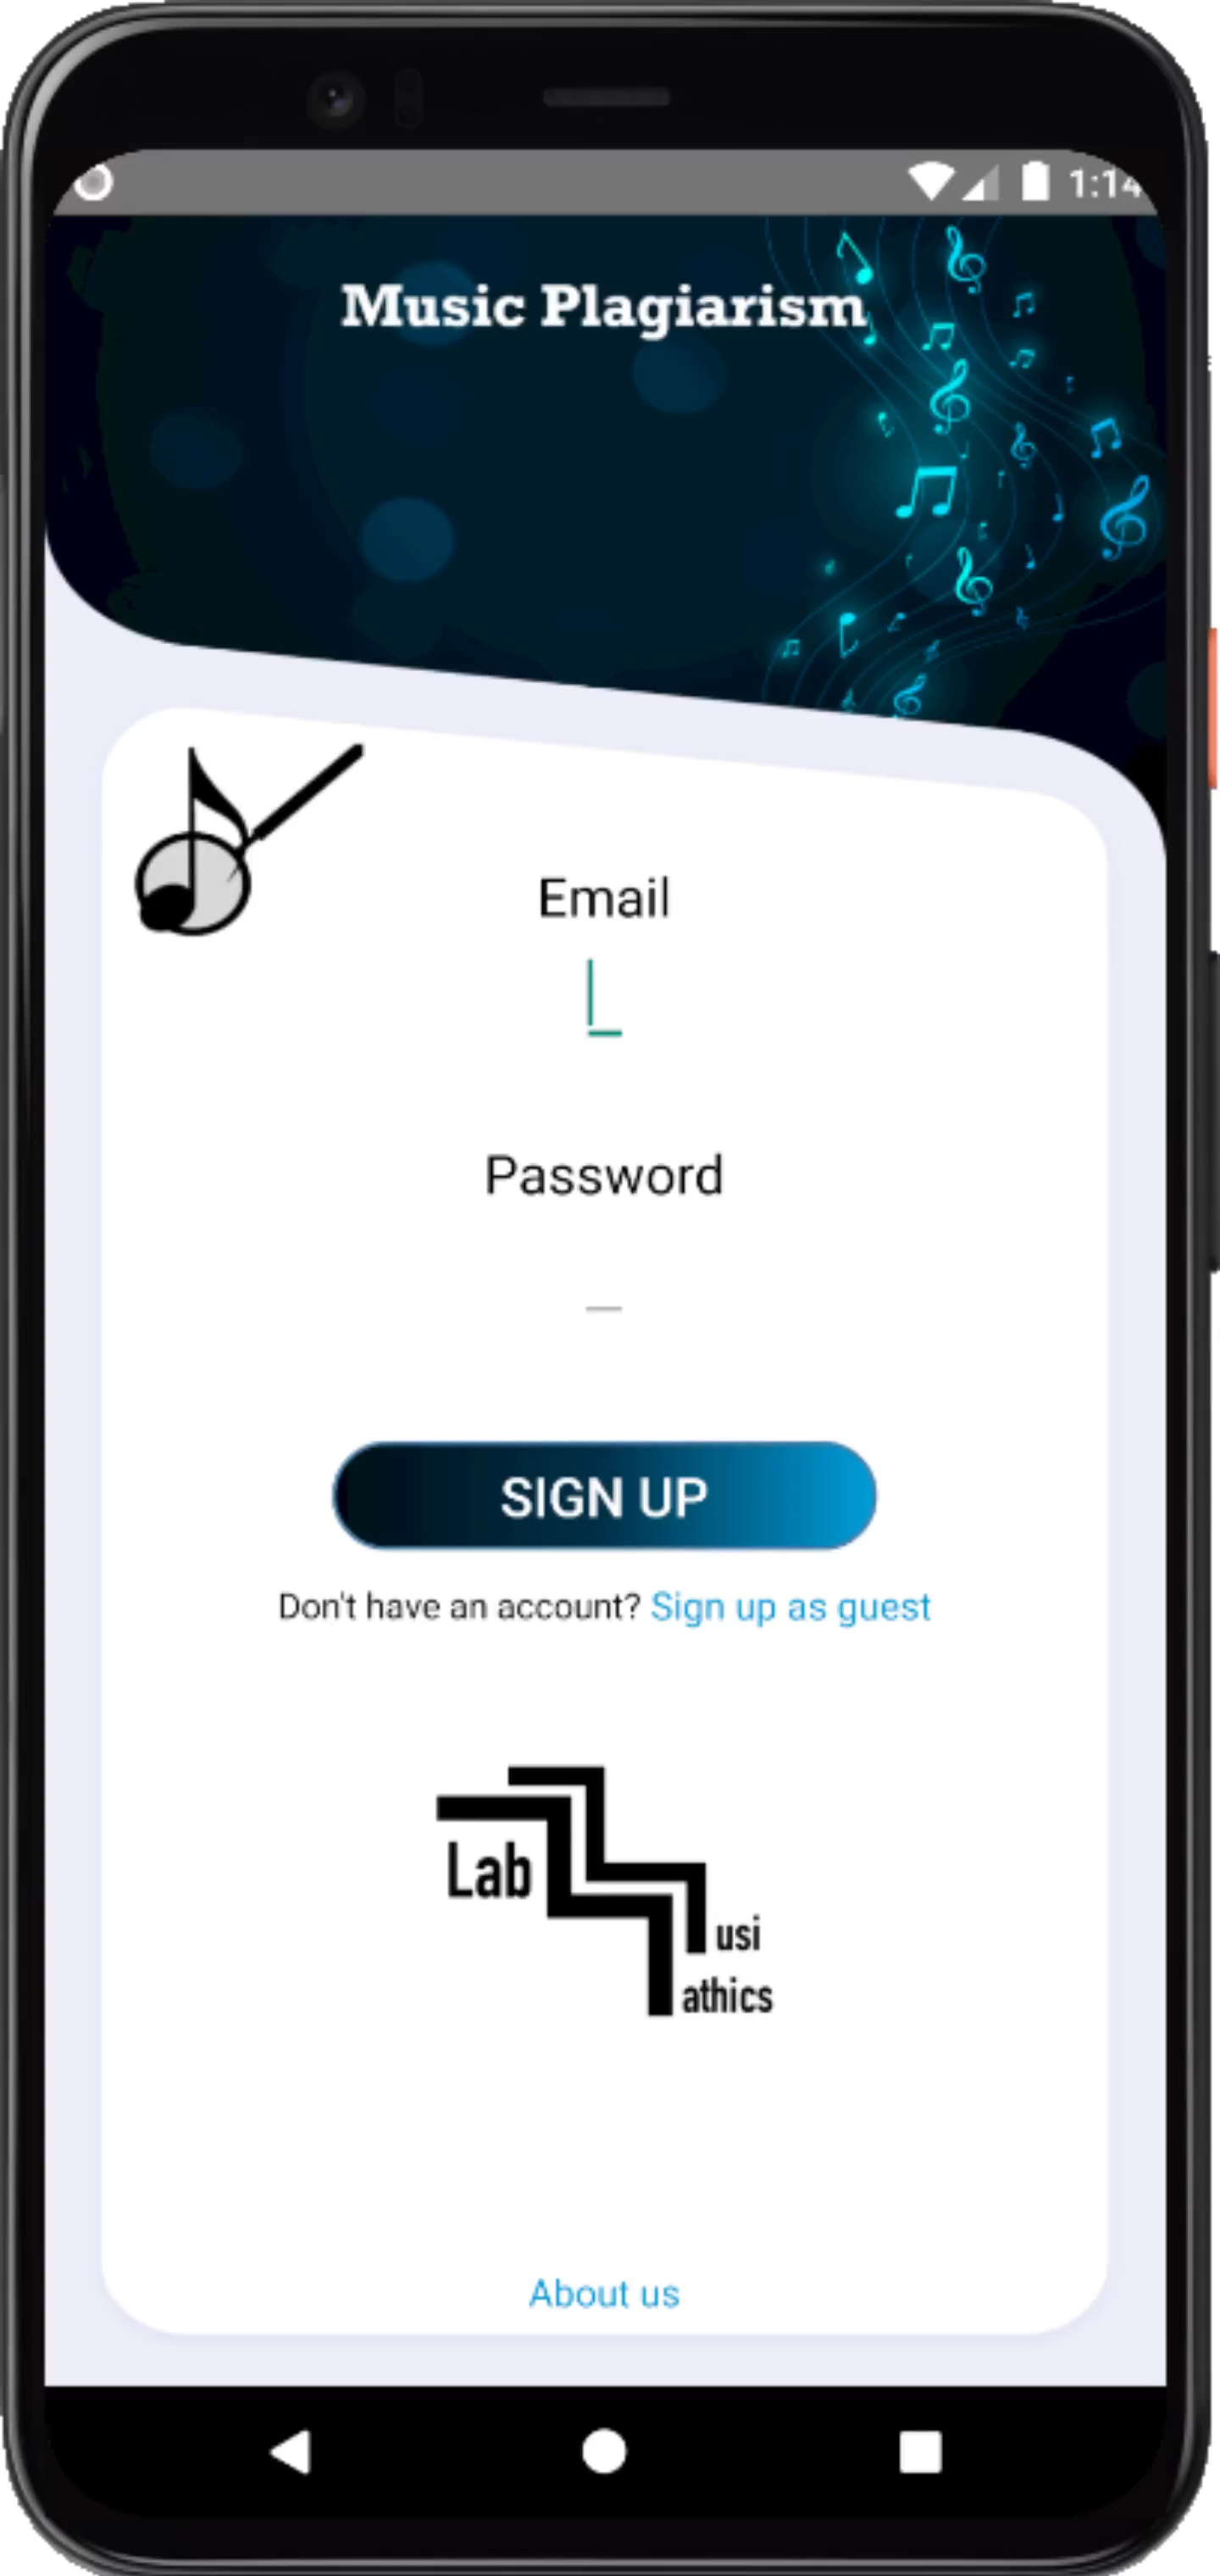 1:14
Music Plagiarism
Email
Password
SIGN UP
Don't have an account? Sign up as guest
Lab
usi
athics
About us